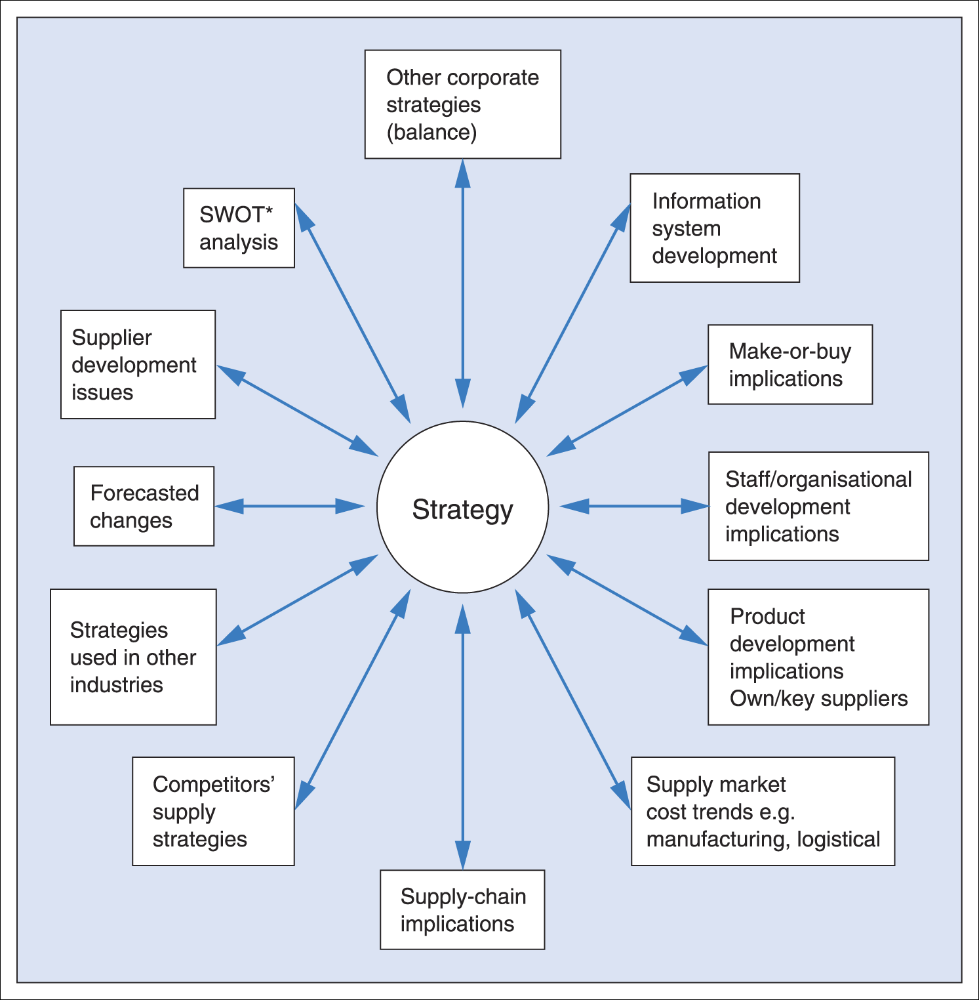 Other corporate
strategies
(balance)
Information
system
development
SWOT*
analysis
Supplier
development
issues
Make-or-buy
implications
Forecasted
changes
Strategy
Staff/organisational
development
implications
Strategies
used in other
industries
Product
development
implications
Own/key suppliers
Competitors’
supply
strategies
Supply market
cost trends e.g.
manufacturing, logistical
Supply-chain
implications